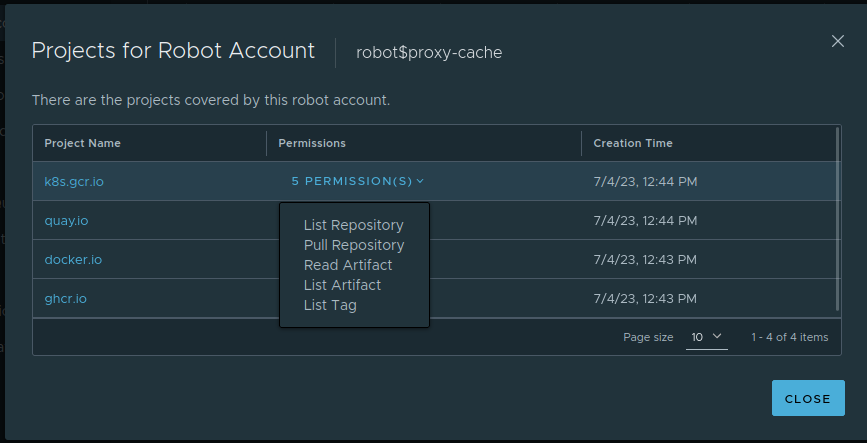 Projects for Robot Account robot$proxy-cache
There are the projects covered by this robot account.
Project Name Permissions Creation Time
k8s.gcr.io 5 PERMISSION(S) 7/4/23, 12:44 PM
quay.io 7/4/23, 12:44 PM
docker.io 7/4/23, 12:43 PM
ghcr.io 7/4/23, 12:43 PM
List Repository
Pull Repository
Read Artifact
List Artifact
List Tag
Page size 10 1 - 4 of 4 items
CLOSE